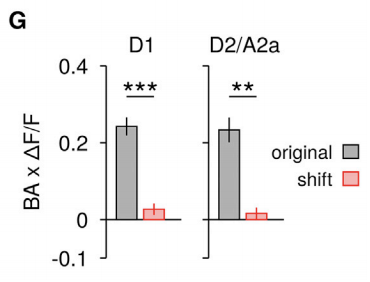 G
D1 D2/A2a
0.4
*** **
BA x ΔF/F
0.2
original
shift
0
-0.1